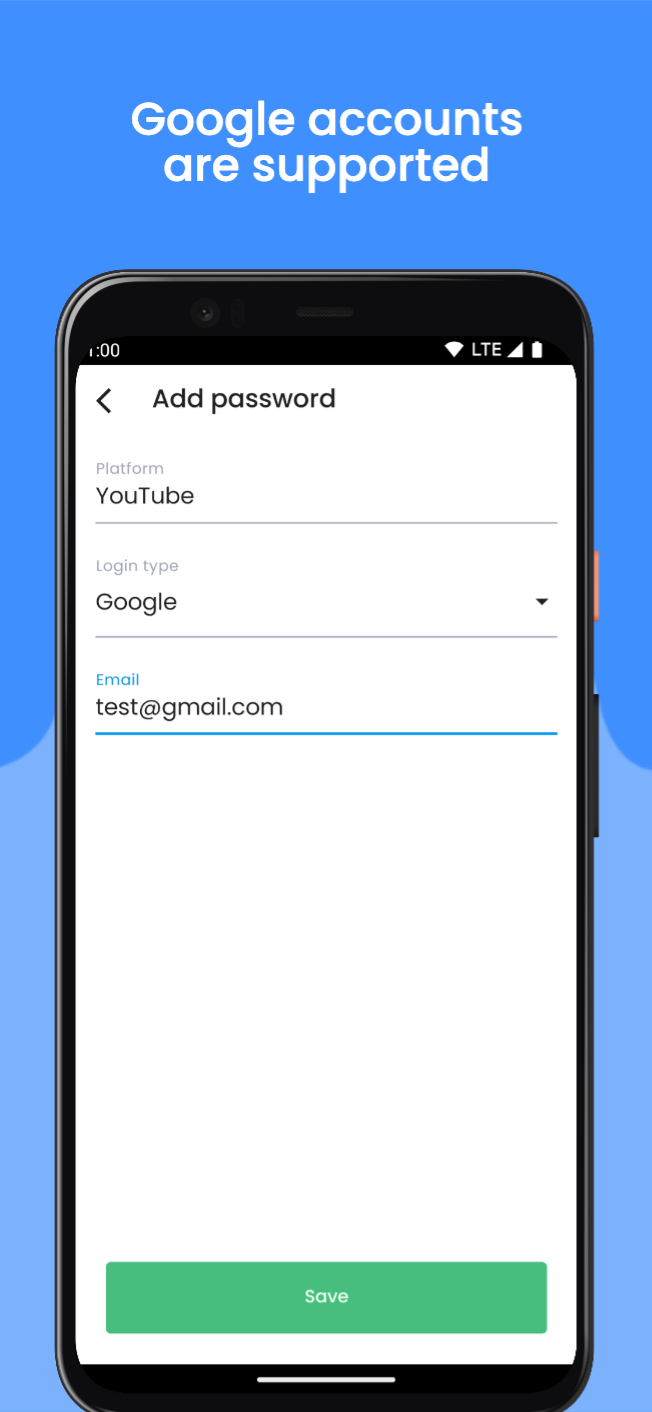 Google accounts
are supported
1:00
LTE
Add password
Platform
YouTube
Login type
Google
Email
test@gmail.com
Save